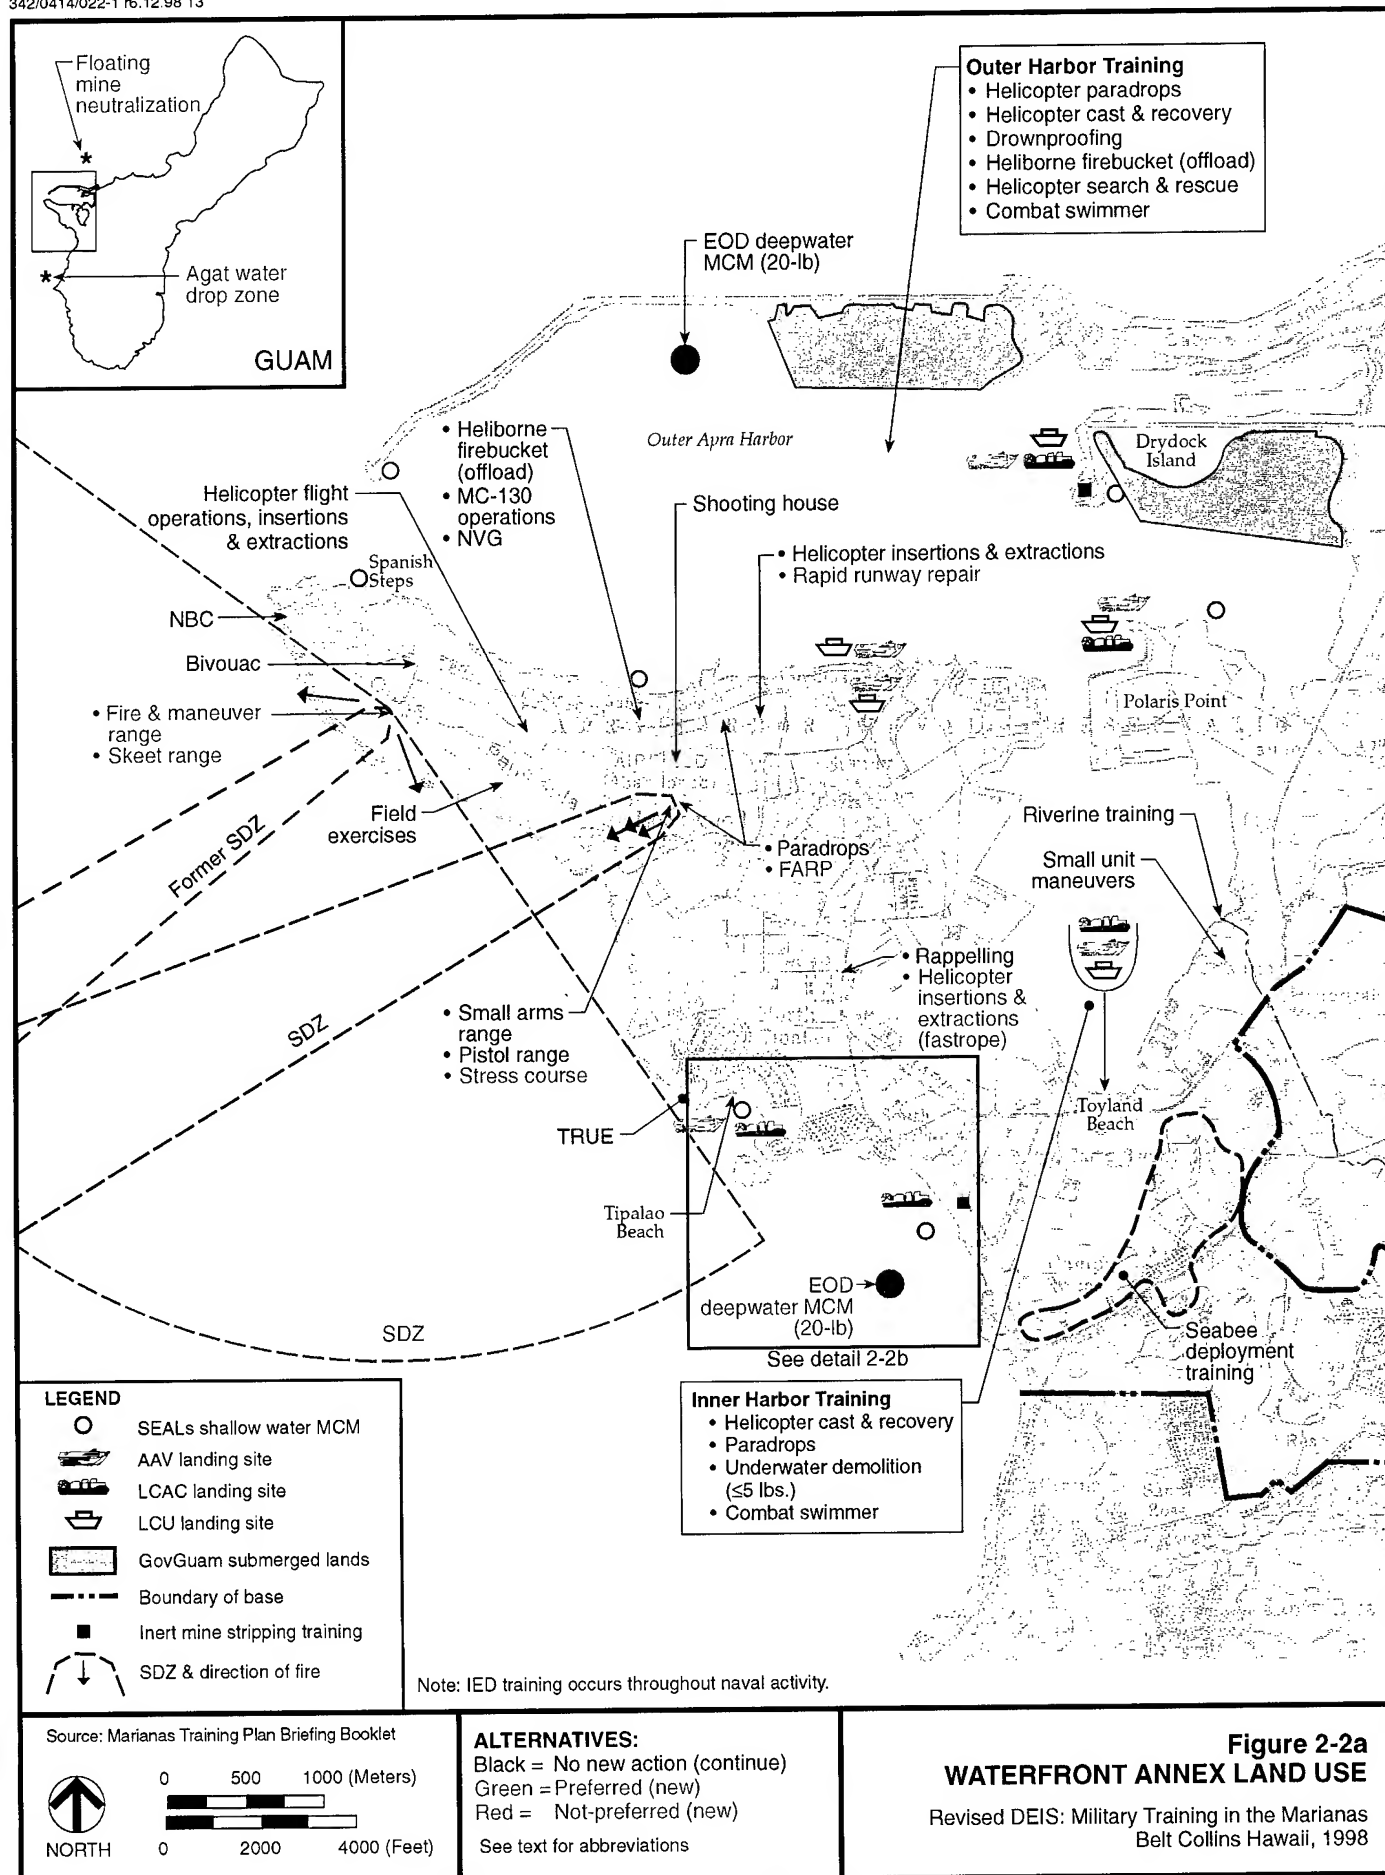 342/0414/022-1 r6.12.98 13
Floating
mine
neutralization
Agat water
drop zone
GUAM
Outer Harbor Training
• Helicopter paradrops
• Helicopter cast & recovery
• Drownproofing
• Heliborne firebucket (offload)
• Helicopter search & rescue
• Combat swimmer
EOD deepwater
MCM (20-lb)
Outer Apra Harbor
Drydock
Island
• Heliborne
firebucket
(offload)
• MC-130
operations
• NVG
Helicopter flight
operations, insertions
& extractions
Shooting house
• Helicopter insertions & extractions
• Rapid runway repair
Spanish
Steps
NBC
Bivouac
• Fire & maneuver
range
• Skeet range
Polaris Point
Field
exercises
Former SDZ
• Paradrops
• FARP
Riverine training
Small unit
maneuvers
• Rappelling
• Helicopter
insertions &
extractions
(fastrope)
SDZ
• Small arms
range
• Pistol range
• Stress course
TRUE
Toyland
Beach
Tipalao
Beach
EOD
deepwater MCM
(20-lb)
See detail 2-2b
SDZ
Seabee
deployment
training
Inner Harbor Training
• Helicopter cast & recovery
• Paradrops
• Underwater demolition
(≤5 lbs.)
• Combat swimmer
LEGEND
SEALs shallow water MCM
AAV landing site
LCAC landing site
LCU landing site
GovGuam submerged lands
Boundary of base
Inert mine stripping training
SDZ & direction of fire
Note: IED training occurs throughout naval activity.
Source: Marianas Training Plan Briefing Booklet
0 500 1000 (Meters)
0 2000 4000 (Feet)
NORTH
ALTERNATIVES:
Black = No new action (continue)
Green = Preferred (new)
Red = Not-preferred (new)
See text for abbreviations
Figure 2-2a
WATERFRONT ANNEX LAND USE
Revised DEIS: Military Training in the Marianas
Belt Collins Hawaii, 1998